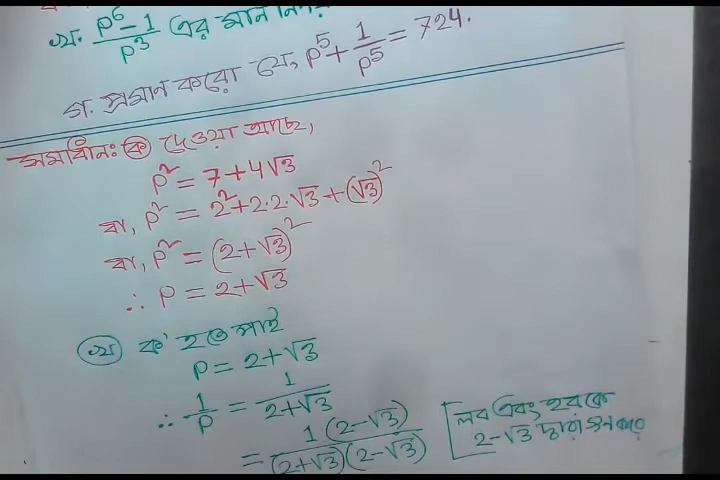 খ. p⁶-1/p³ এর মান
গ. প্রমান করো যে, p⁵+1/p⁵ = 724.
সমাধান: ক দেওয়া আছে,
p² = 7+4√3
বা, p² = 2²+2·2·√3+(√3)²
বা, p² = (2+√3)²
∴ p = 2+√3
খ 'ক' হতে পাই
p = 2+√3
∴ 1/p = 1/2+√3
= 1(2-√3)/(2+√3)(2-√3) [লব এবং হরকে
2-√3 দ্বারা গুন করে